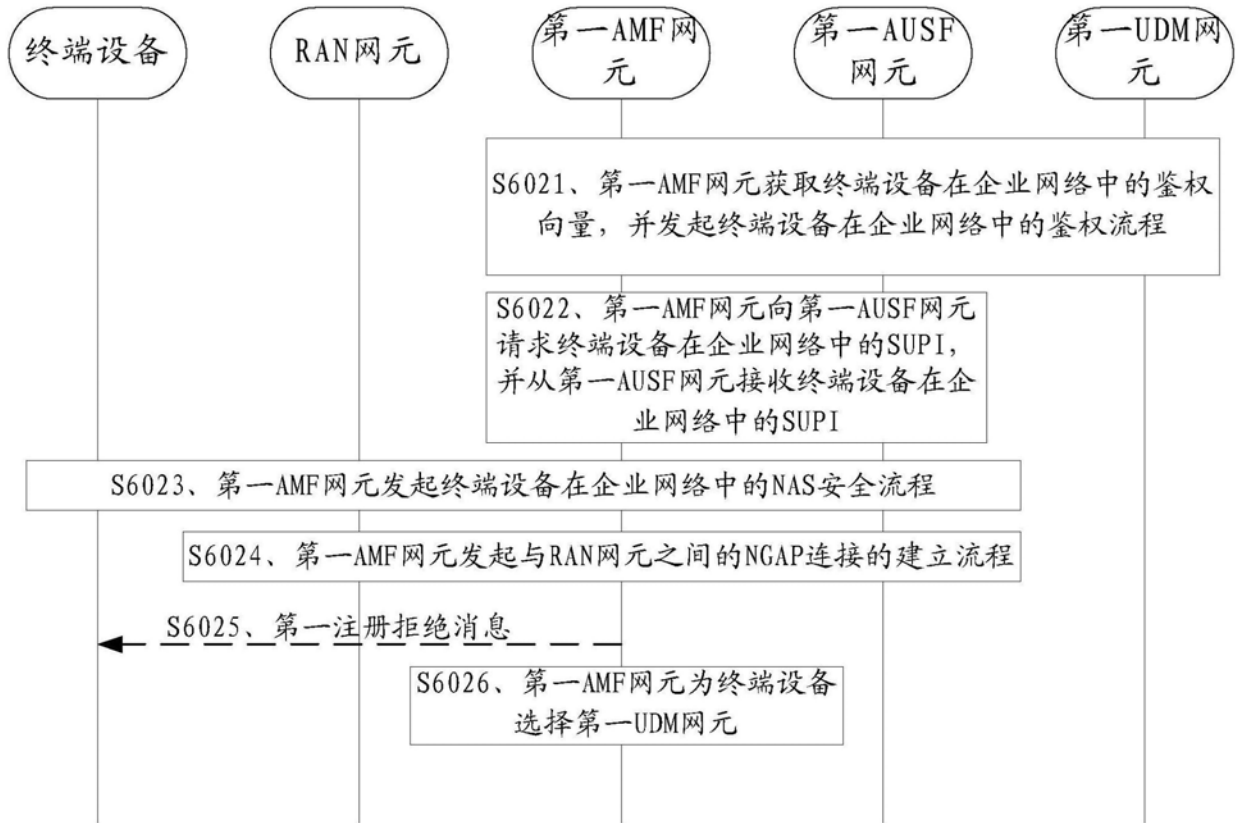 终端设备
RAN网元
第一AMF网
元
第一AUSF
网元
第一UDM网
元
S6021、第一AMF网元获取终端设备在企业网络中的鉴权
向量，并发起终端设备在企业网络中的鉴权流程
S6022、第一AMF网元向第一AUSF网元
请求终端设备在企业网络中的SUPI，
并从第一AUSF网元接收终端设备在企
业网络中的SUPI
S6023、第一AMF网元发起终端设备在企业网络中的NAS安全流程
S6024、第一AMF网元发起与RAN网元之间的NGAP连接的建立流程
S6025、第一注册拒绝消息
S6026、第一AMF网元为终端设备
选择第一UDM网元